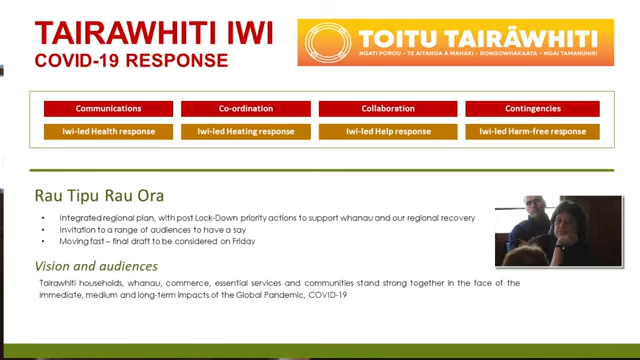 TAIRAWHITI IWI
COVID-19 RESPONSE
TOITU TAIRĀWHITI
NGATI POROU - TE AITANGA A MAHAKI - RONGOWHAKAATA - NGAI TAMANUHIRI
Communications
Co-ordination
Collaboration
Contingencies
Iwi-led Health response
Iwi-led Heating response
Iwi-led Help response
Iwi-led Harm-free response
Rau Tipu Rau Ora
• Integrated regional plan, with post Lock-Down priority actions to support whanau and our regional recovery
• Invitation to a range of audiences to have a say
• Moving fast – final draft to be considered on Friday
Vision and audiences
Tairawhiti households, whanau, commerce, essential services and communities stand strong together in the face of the
immediate, medium and long-term impacts of the Global Pandemic, COVID-19